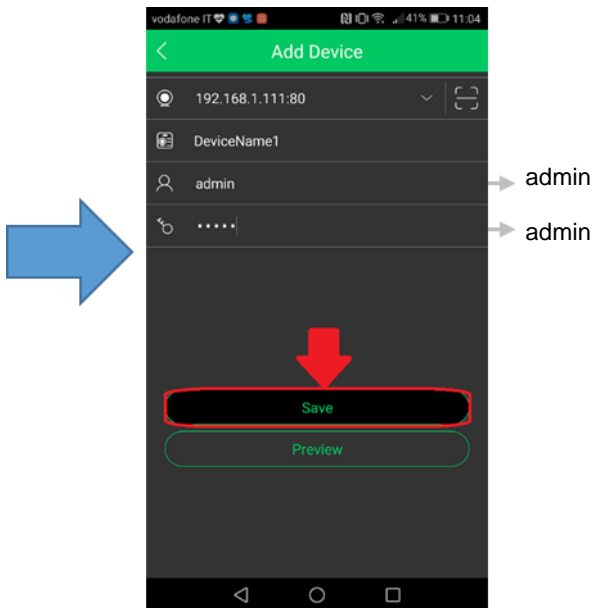 vodafone IT 41% 11:04
Add Device
192.168.1.111:80
DeviceName1
admin admin
••••• admin
Save
Preview